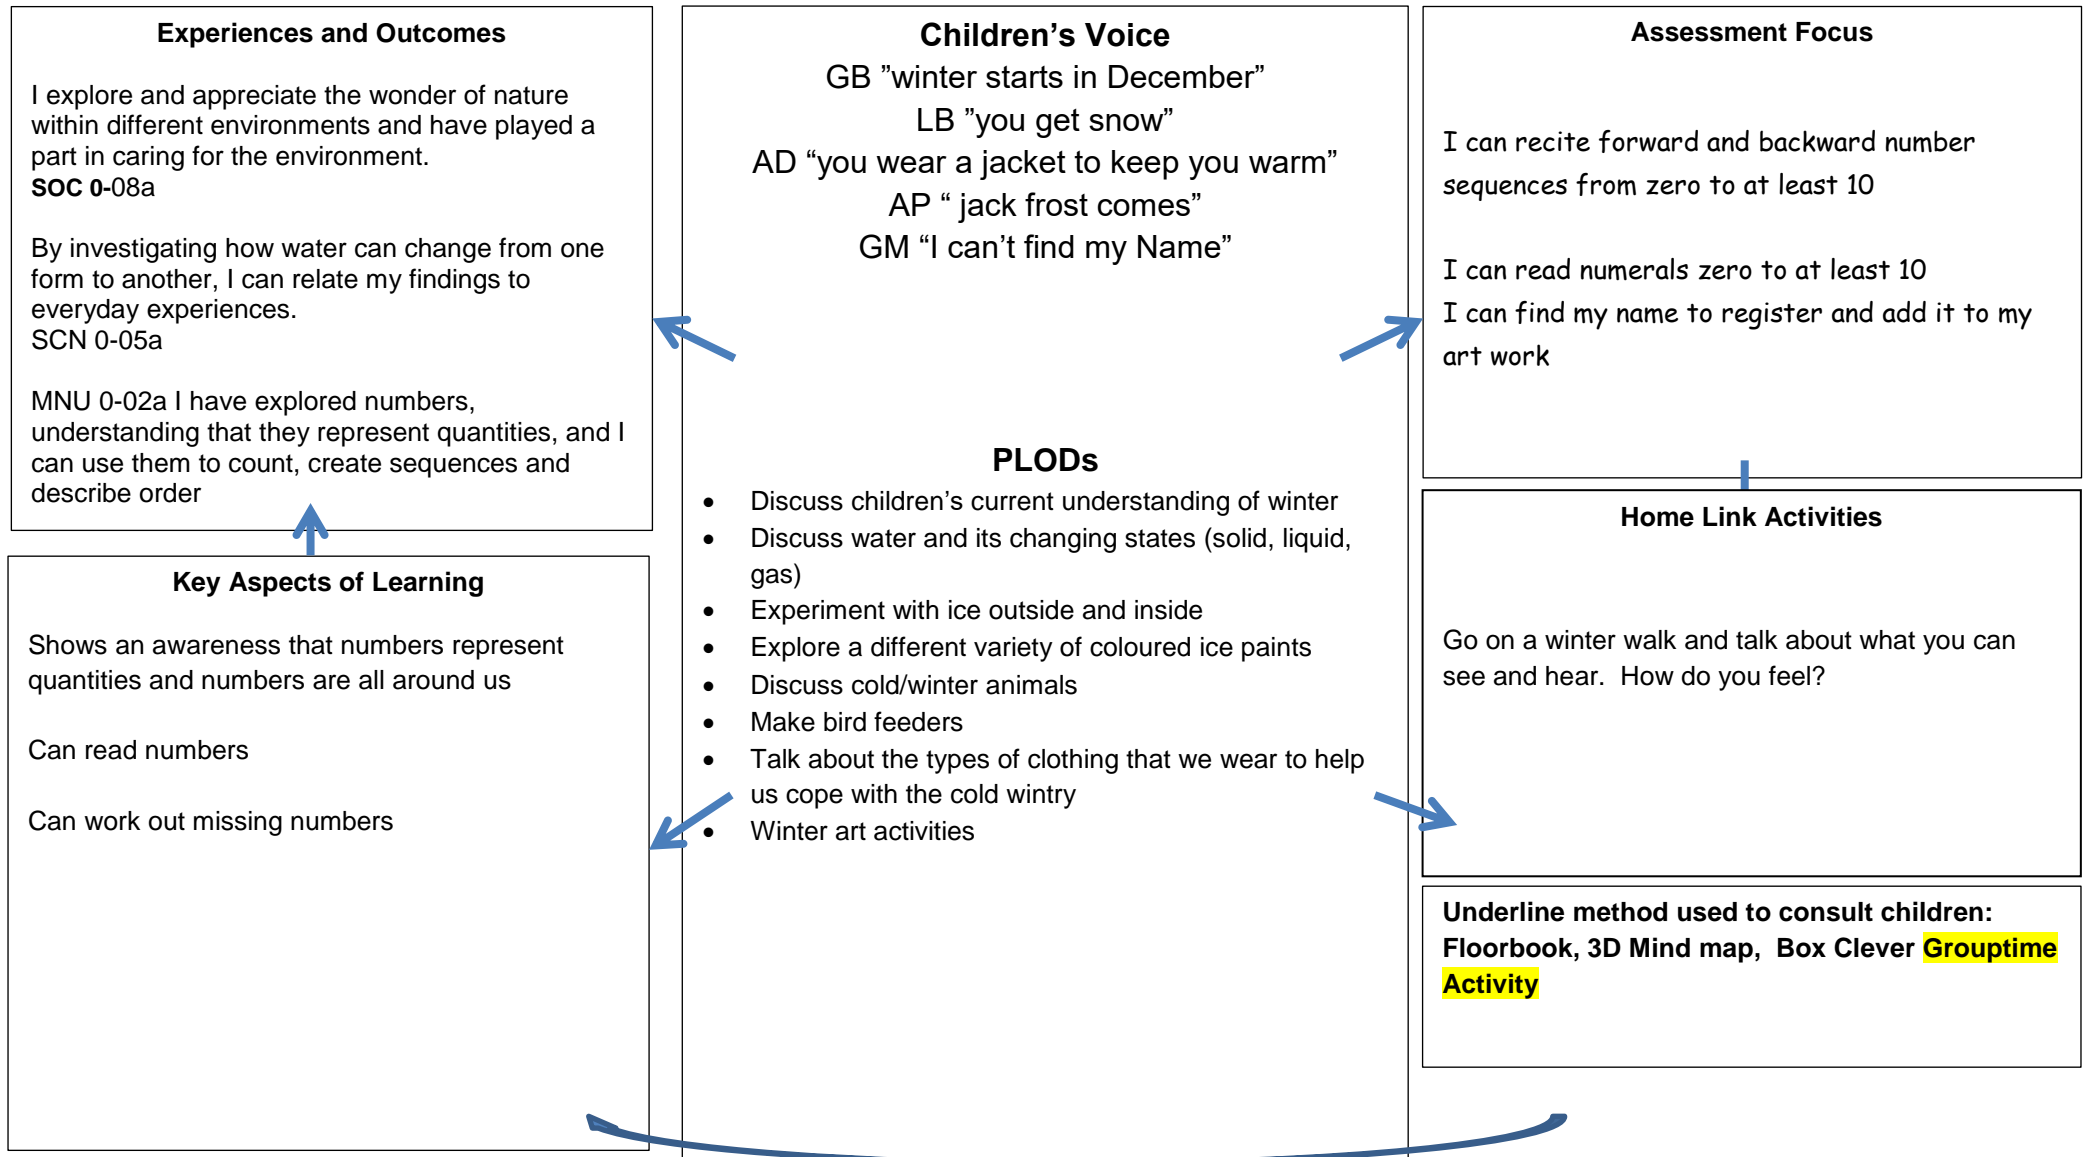 Experiences and Outcomes
I explore and appreciate the wonder of nature
within different environments and have played a
part in caring for the environment.
SOC 0-08a
By investigating how water can change from one
form to another, I can relate my findings to
everyday experiences.
SCN 0-05a
MNU 0-02a I have explored numbers,
understanding that they represent quantities, and I
can use them to count, create sequences and
describe order
Key Aspects of Learning
Shows an awareness that numbers represent
quantities and numbers are all around us
Can read numbers
Can work out missing numbers
Children’s Voice
GB ”winter starts in December”
LB ”you get snow”
AD “you wear a jacket to keep you warm”
AP “ jack frost comes”
GM “I can’t find my Name”
PLODs
• Discuss children’s current understanding of winter
• Discuss water and its changing states (solid, liquid,
gas)
• Experiment with ice outside and inside
• Explore a different variety of coloured ice paints
• Discuss cold/winter animals
• Make bird feeders
• Talk about the types of clothing that we wear to help
us cope with the cold wintry
• Winter art activities
Assessment Focus
I can recite forward and backward number
sequences from zero to at least 10
I can read numerals zero to at least 10
I can find my name to register and add it to my
art work
Home Link Activities
Go on a winter walk and talk about what you can
see and hear.  How do you feel?
Underline method used to consult children:
Floorbook, 3D Mind map,  Box Clever Grouptime
Activity